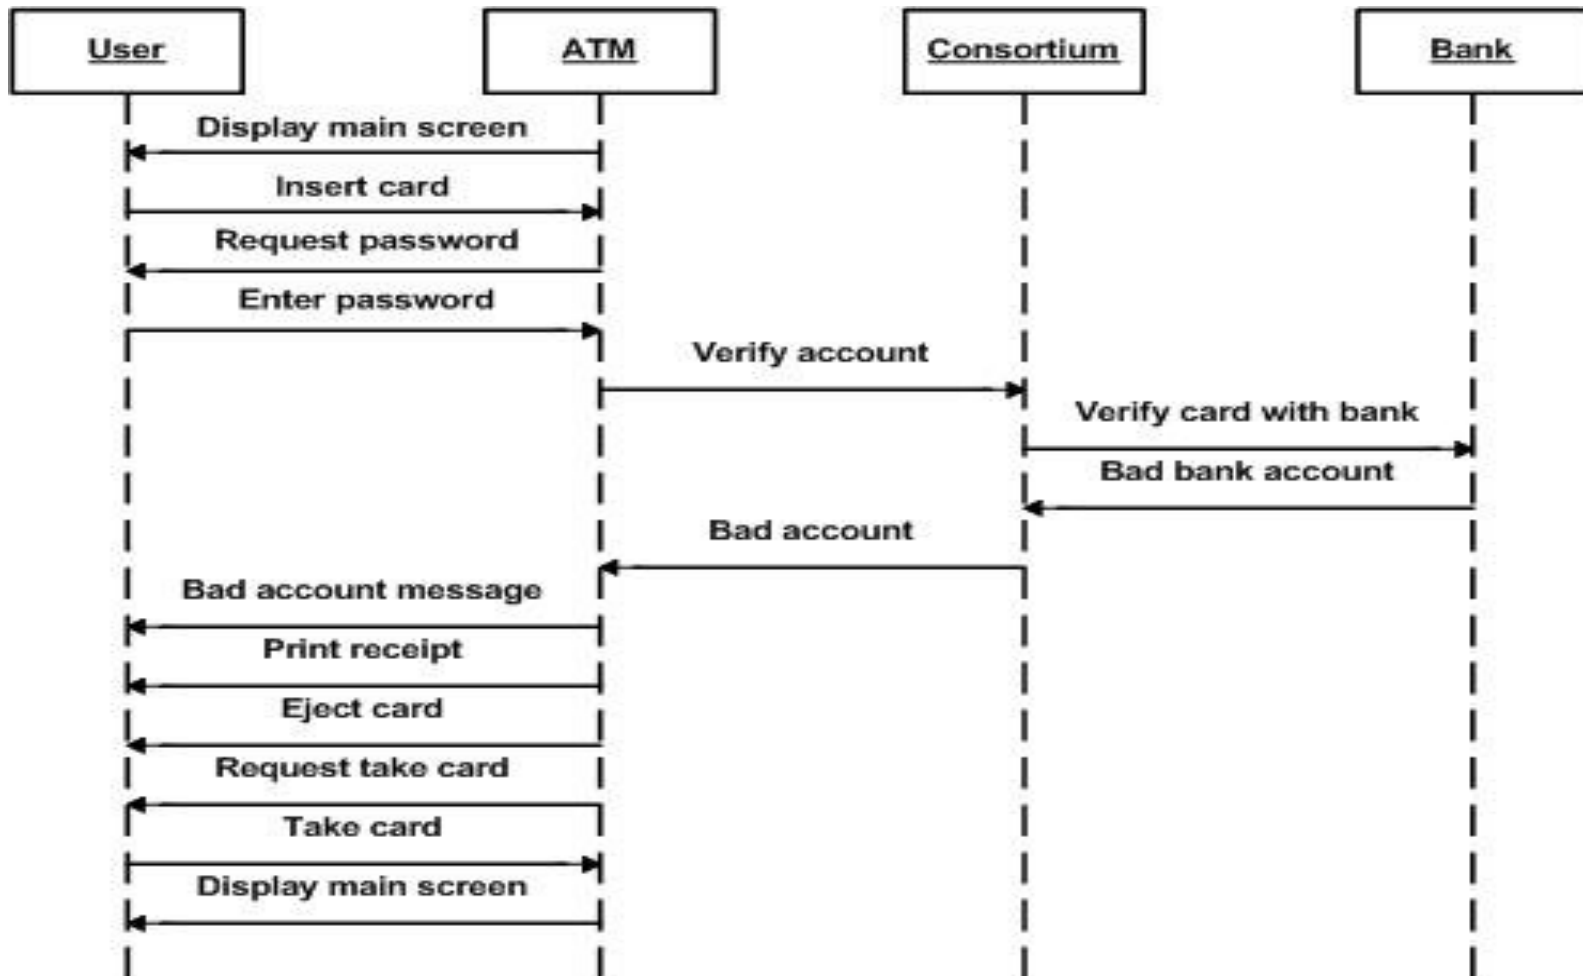 User
ATM
Consortium
Bank
Display main screen
Insert card
Request password
Enter password
Verify account
Verify card with bank
Bad bank account
Bad account
Bad account message
Print receipt
Eject card
Request take card
Take card
Display main screen